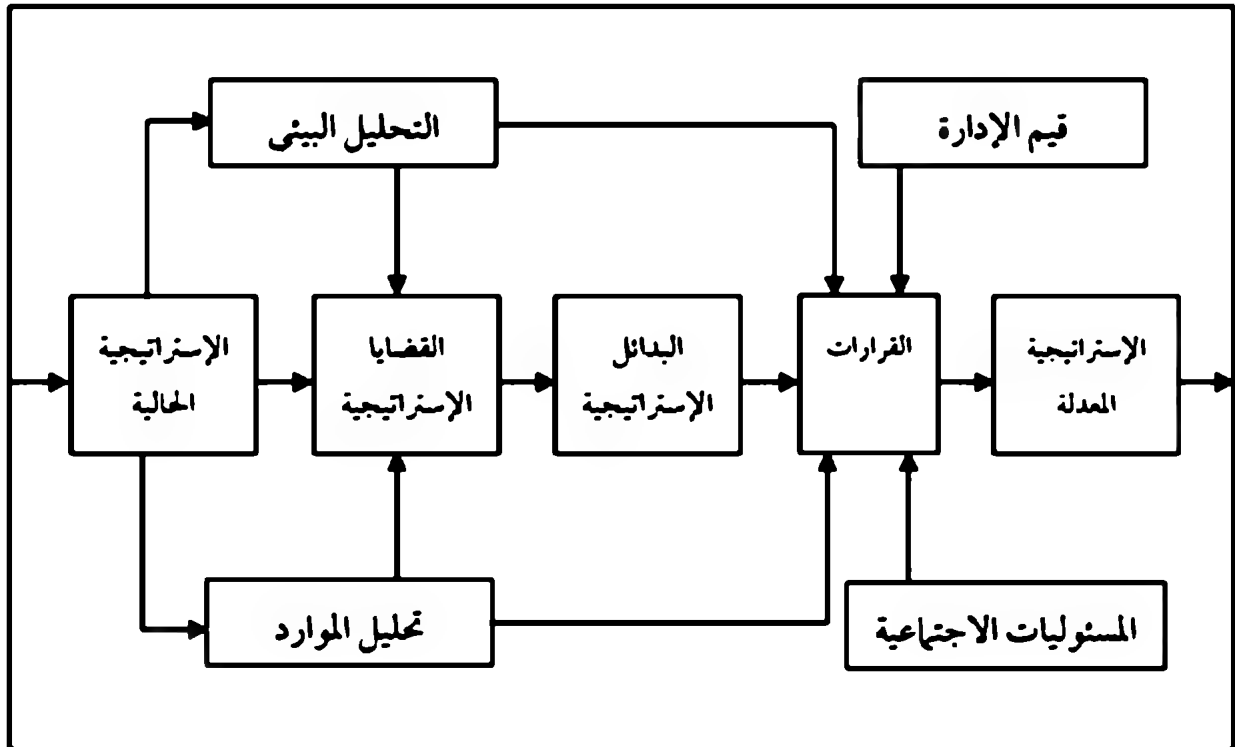 التحليل البيئى
قيم الإدارة
الإستراتيجية
الحالية
القضايا
الإستراتيجية
البدائل
الإستراتيجية
القرارات
الإستراتيجية
المعدلة
تحليل الموارد
المسئوليات الاجتماعية